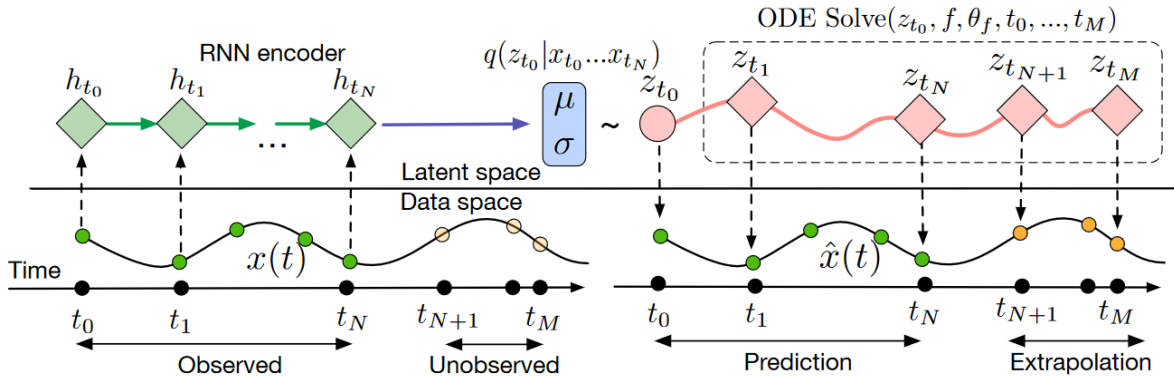 ODE Solve(z_{t_0}, f, θ_f, t_0, ..., t_M)
RNN encoder
q(z_{t_0}|x_{t_0}...x_{t_N})
h_{t_0} h_{t_1} h_{t_N}
z_{t_0} z_{t_1} z_{t_N} z_{t_{N+1}} z_{t_M}
μ
σ
~
...
Latent space
Data space
x(t)
x̂(t)
Time
t_0 t_1 t_N t_{N+1} t_M
t_0 t_1 t_N t_{N+1} t_M
Observed Unobserved
Prediction Extrapolation